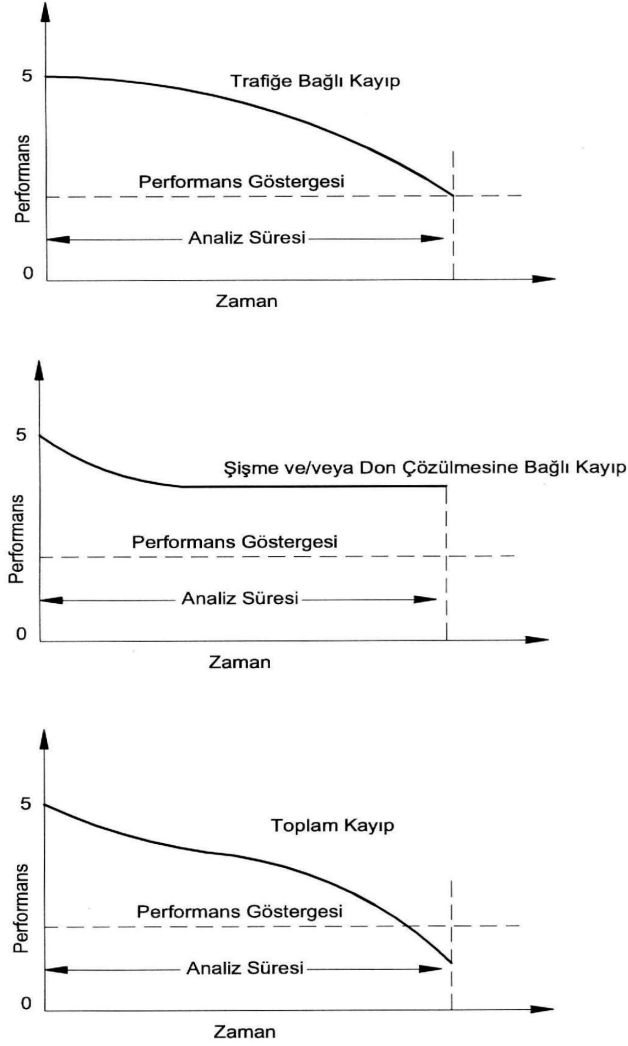 5
Trafiğe Bağlı Kayıp
Performans
Performans Göstergesi
Analiz Süresi
0
Zaman
5
Şişme ve/veya Don Çözülmesine Bağlı Kayıp
Performans
Performans Göstergesi
Analiz Süresi
0
Zaman
5
Toplam Kayıp
Performans
Performans Göstergesi
Analiz Süresi
0
Zaman